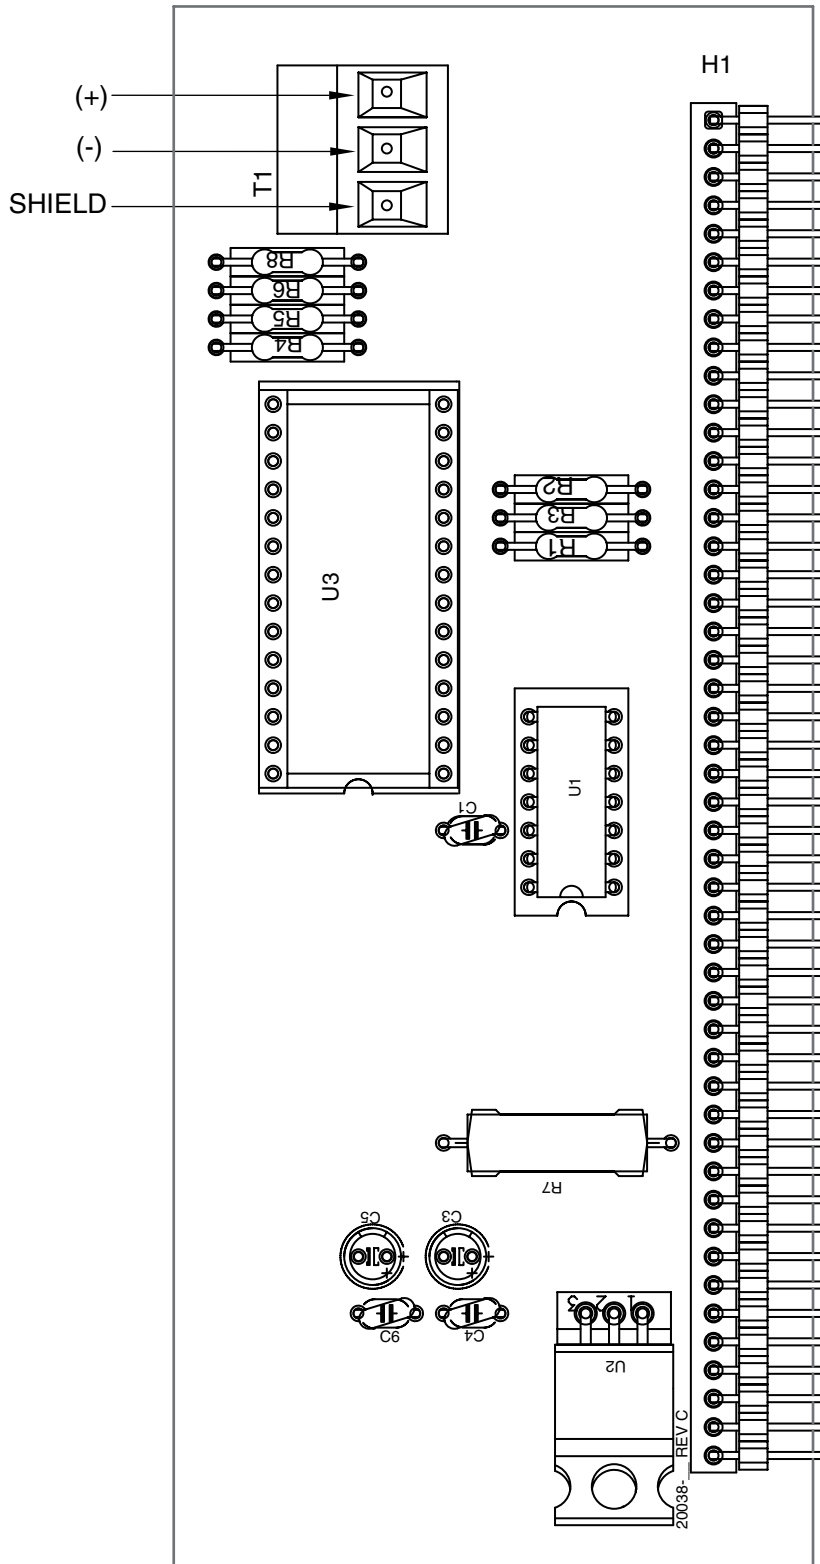 H1
(+)
(-)
T1
SHIELD
R8
R6
R5
R4
R2
R3
R1
U3
U1
C1
R7
C5
C3
+
+
+
+
C6
C4
3 2 1
U2
20038-_ REV C